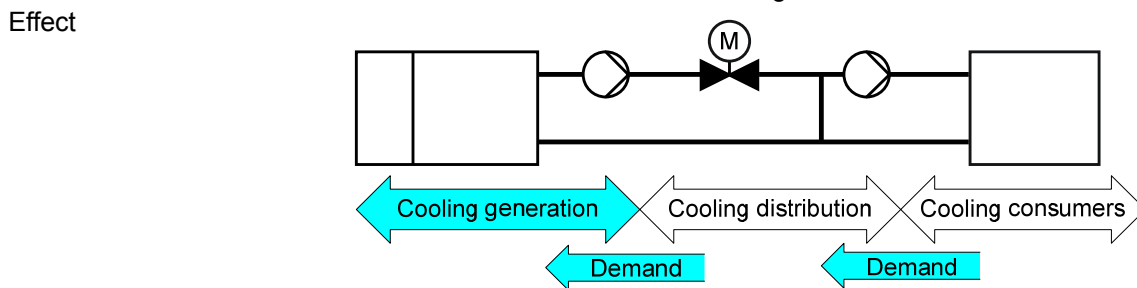 Effect
M
Cooling generation
Cooling distribution
Cooling consumers
Demand
Demand